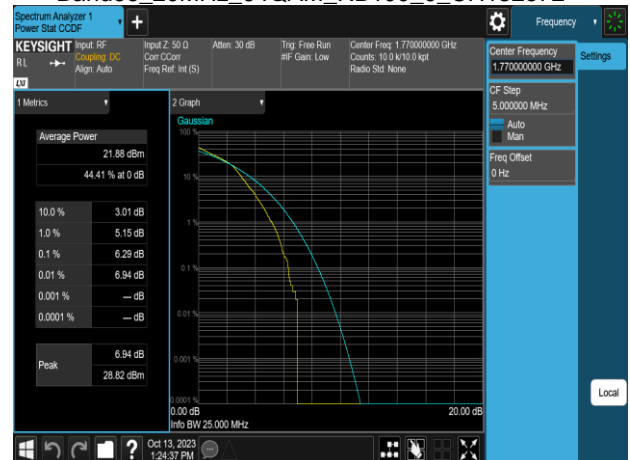 Spectrum Analyzer 1
Power Stat CCDF
Frequency
KEYSIGHT
RL
LXI
Input: RF
Coupling: DC
Align: Auto
Input Z: 50 Ω
Corr CCorr
Freq Ref: Int (S)
Atten: 30 dB
Trig: Free Run
#IF Gain: Low
Center Freq: 1.770000000 GHz
Counts: 10.0 k/10.0 kpt
Radio Std: None
Center Frequency
1.770000000 GHz
Settings
CF Step
5.000000 MHz
Auto
Man
Freq Offset
0 Hz
Local
1 Metrics
Average Power
21.88 dBm
44.41 % at 0 dB
10.0 % 3.01 dB
1.0 % 5.15 dB
0.1 % 6.29 dB
0.01 % 6.94 dB
0.001 % --- dB
0.0001 % --- dB
Peak
6.94 dB
28.82 dBm
2 Graph
Gaussian
100 %
10 %
1 %
0.1 %
0.01 %
0.001 %
0.0001 %
0.00 dB 20.00 dB
Info BW 25.000 MHz
?
Oct 13, 2023
1:24:37 PM